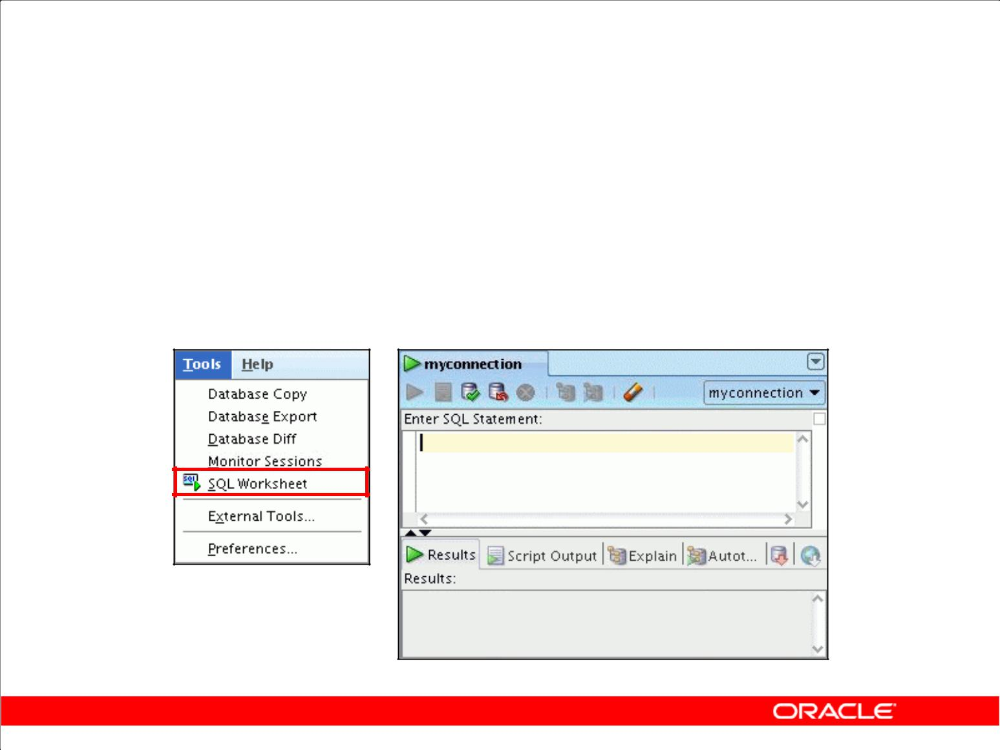 Tools Help
Database Copy
Database Export
Database Diff
Monitor Sessions
SQL
SQL Worksheet
External Tools...
Preferences...
myconnection
myconnection
Enter SQL Statement:
Results Script Output Explain Autot...
Results:
ORACLE